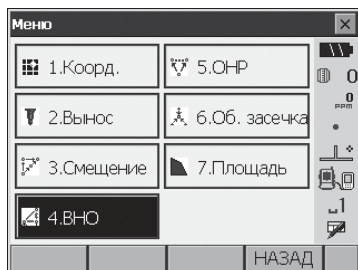 Меню
1.Коорд.
5.ОНР
0
0
PPM
2.Вынос
6.Об. засечка
3.Смещение
7.Площадь
4.ВНО
1
НАЗАД